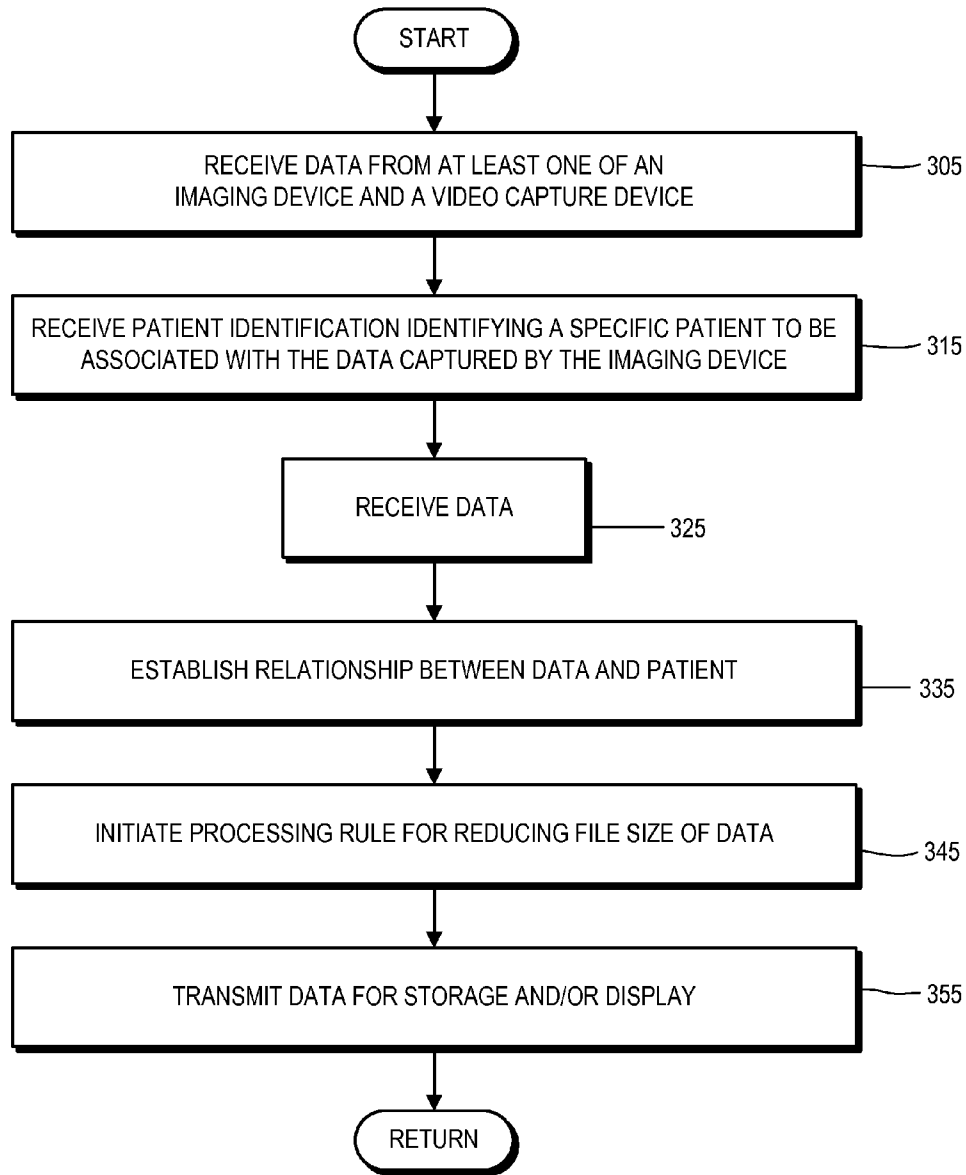 START
RECEIVE DATA FROM AT LEAST ONE OF AN
IMAGING DEVICE AND A VIDEO CAPTURE DEVICE
305
RECEIVE PATIENT IDENTIFICATION IDENTIFYING A SPECIFIC PATIENT TO BE
ASSOCIATED WITH THE DATA CAPTURED BY THE IMAGING DEVICE
315
RECEIVE DATA
325
ESTABLISH RELATIONSHIP BETWEEN DATA AND PATIENT
335
INITIATE PROCESSING RULE FOR REDUCING FILE SIZE OF DATA
345
TRANSMIT DATA FOR STORAGE AND/OR DISPLAY
355
RETURN